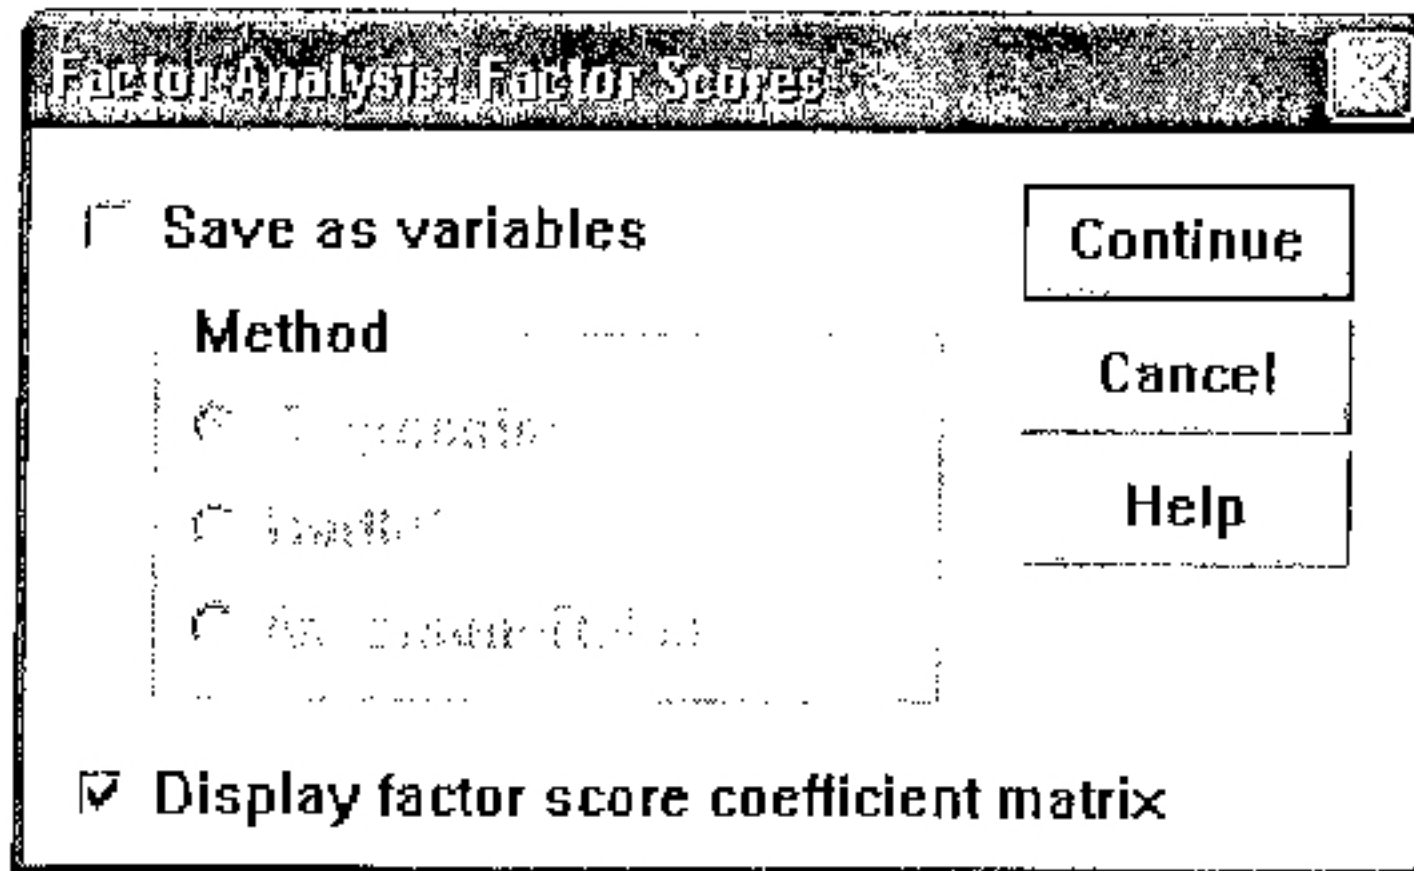 Factor Analysis: Factor Scores
Save as variables
Continue
Method
Cancel
Help
Display factor score coefficient matrix